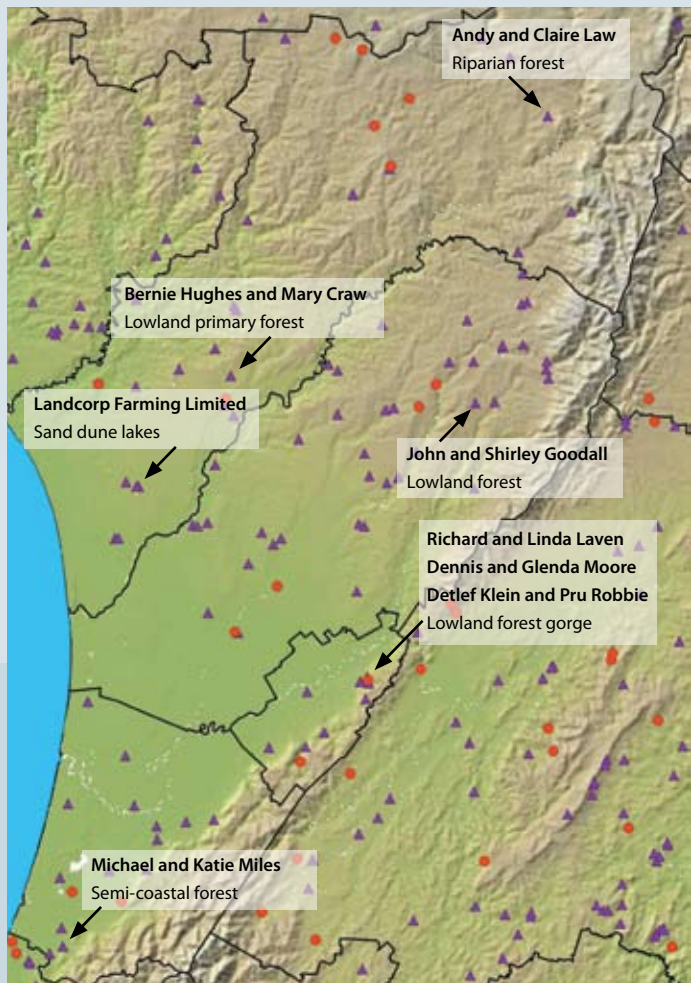 Andy and Claire Law
Riparian forest
Bernie Hughes and Mary Craw
Lowland primary forest
Landcorp Farming Limited
Sand dune lakes
John and Shirley Goodall
Lowland forest
Richard and Linda Laven
Dennis and Glenda Moore
Detlef Klein and Pru Robbie
Lowland forest gorge
Michael and Katie Miles
Semi-coastal forest